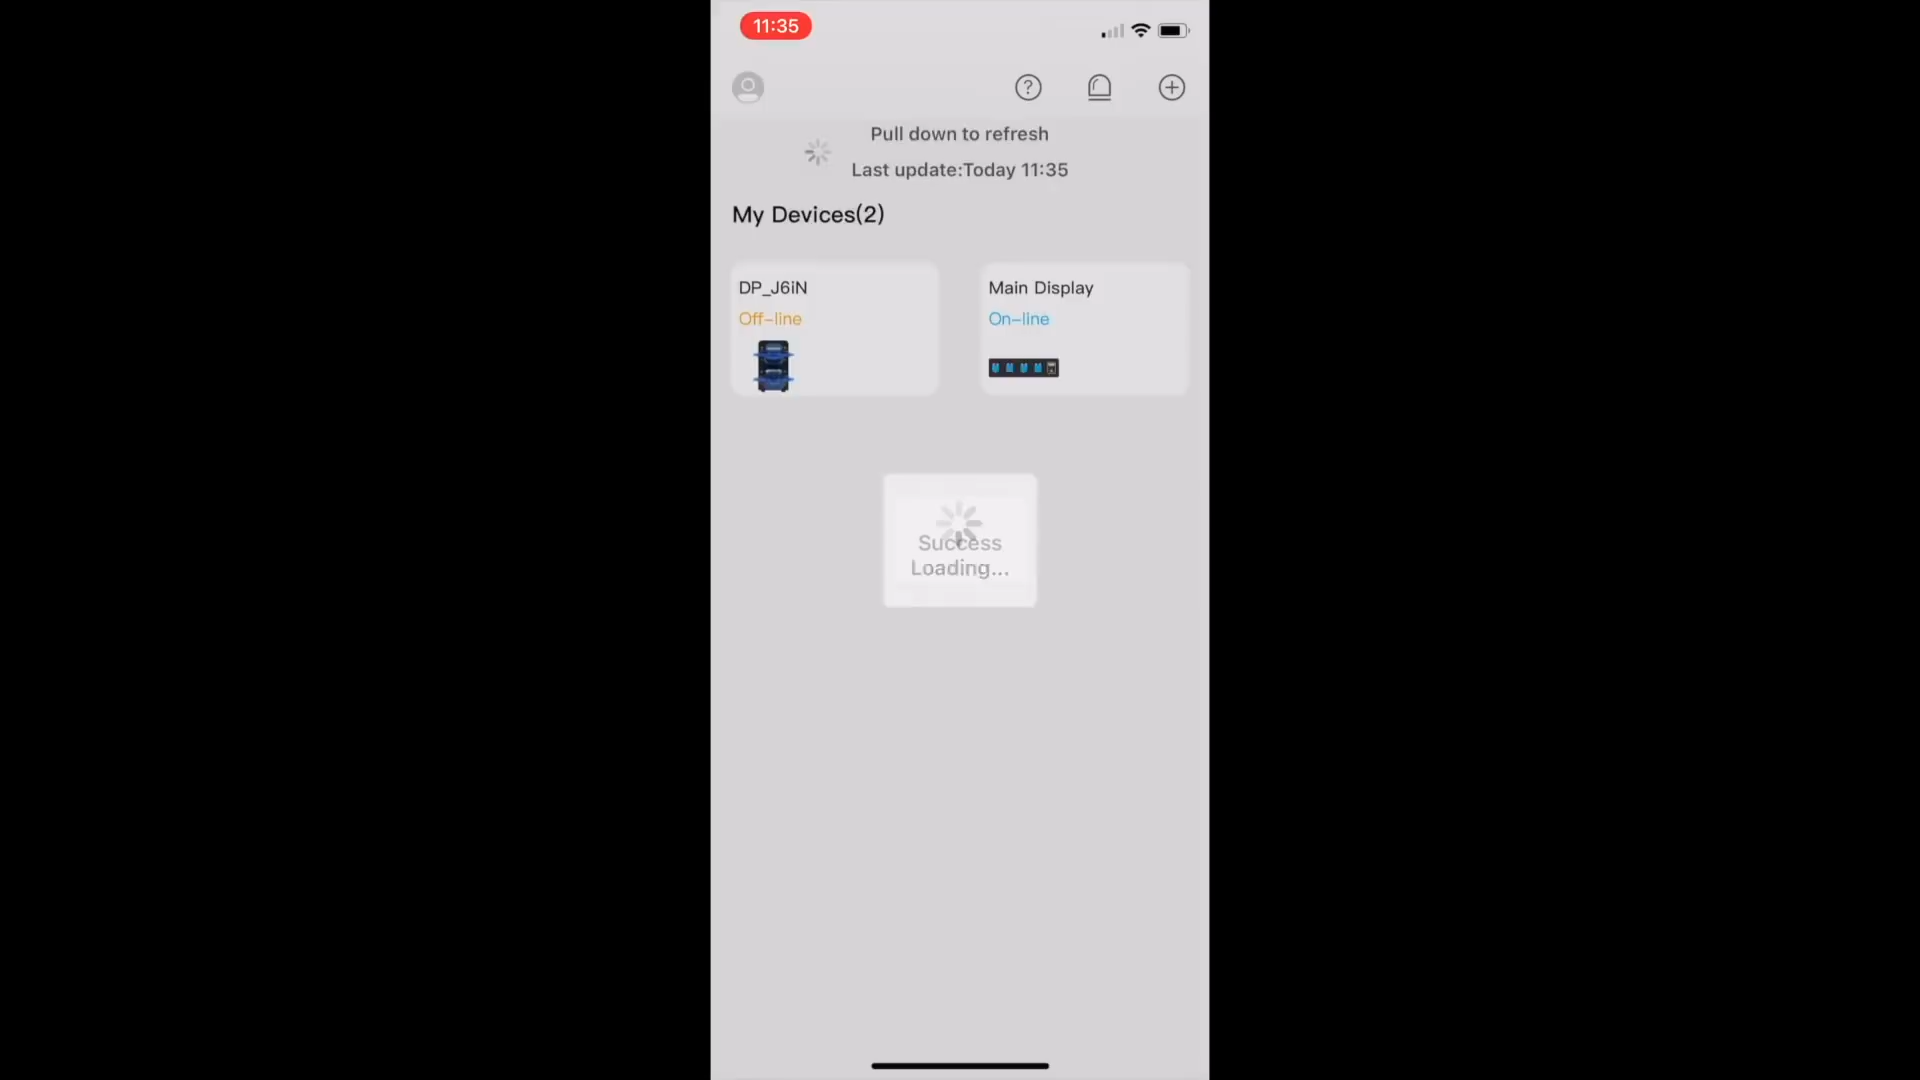 11:35
Pull down to refresh
Last update:Today 11:35
My Devices(2)
DP_J6iN
Off-line
Main Display
On-line
Success
Loading...